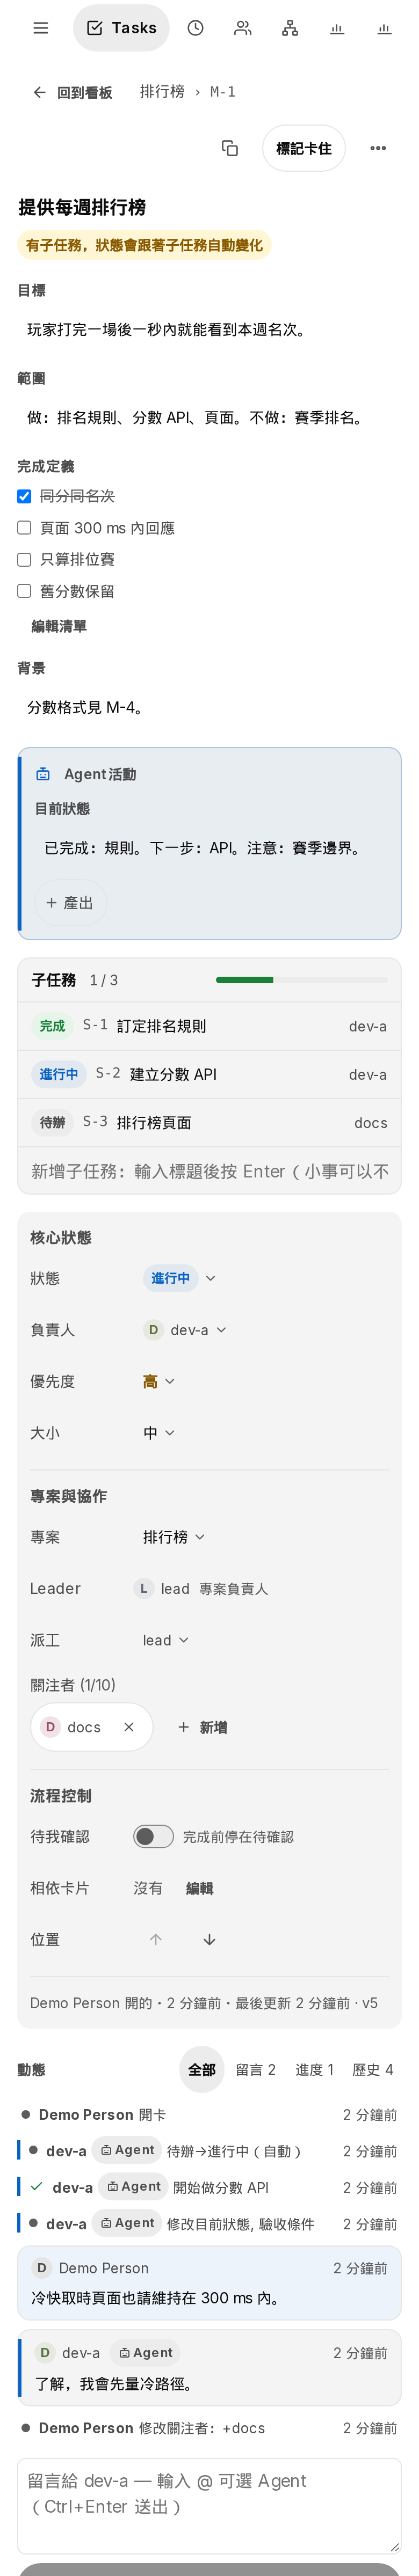 Tasks
回到看板 排行榜 › M-1
標記卡住
提供每週排行榜
有子任務，狀態會跟著子任務自動變化
目標
玩家打完一場後一秒內就能看到本週名次。
範圍
做：排名規則、分數 API、頁面。不做：賽季排名。
完成定義
同分同名次
頁面 300 ms 內回應
只算排位賽
舊分數保留
編輯清單
背景
分數格式見 M-4。
Agent 活動
目前狀態
已完成：規則。下一步：API。注意：賽季邊界。
+ 產出
子任務 1 / 3
完成 S-1 訂定排名規則 dev-a
進行中 S-2 建立分數 API dev-a
待辦 S-3 排行榜頁面 docs
新增子任務：輸入標題後按 Enter（小事可以不
核心狀態
狀態 進行中
負責人 D dev-a
優先度 高
大小 中
專案與協作
專案 排行榜
Leader L lead 專案負責人
派工 lead
關注者 (1/10)
D docs × + 新增
流程控制
待我確認 完成前停在待確認
相依卡片 沒有 編輯
位置 ↑ ↓
Demo Person 開的・2 分鐘前・最後更新 2 分鐘前 · v5
動態 全部 留言 2 進度 1 歷史 4
Demo Person 開卡 2 分鐘前
dev-a Agent 待辦→進行中（自動） 2 分鐘前
dev-a Agent 開始做分數 API 2 分鐘前
dev-a Agent 修改目前狀態, 驗收條件 2 分鐘前
D Demo Person 2 分鐘前
冷快取時頁面也請維持在 300 ms 內。
D dev-a Agent 2 分鐘前
了解，我會先量冷路徑。
Demo Person 修改關注者：+docs 2 分鐘前
留言給 dev-a — 輸入 @ 可選 Agent
（Ctrl+Enter 送出）